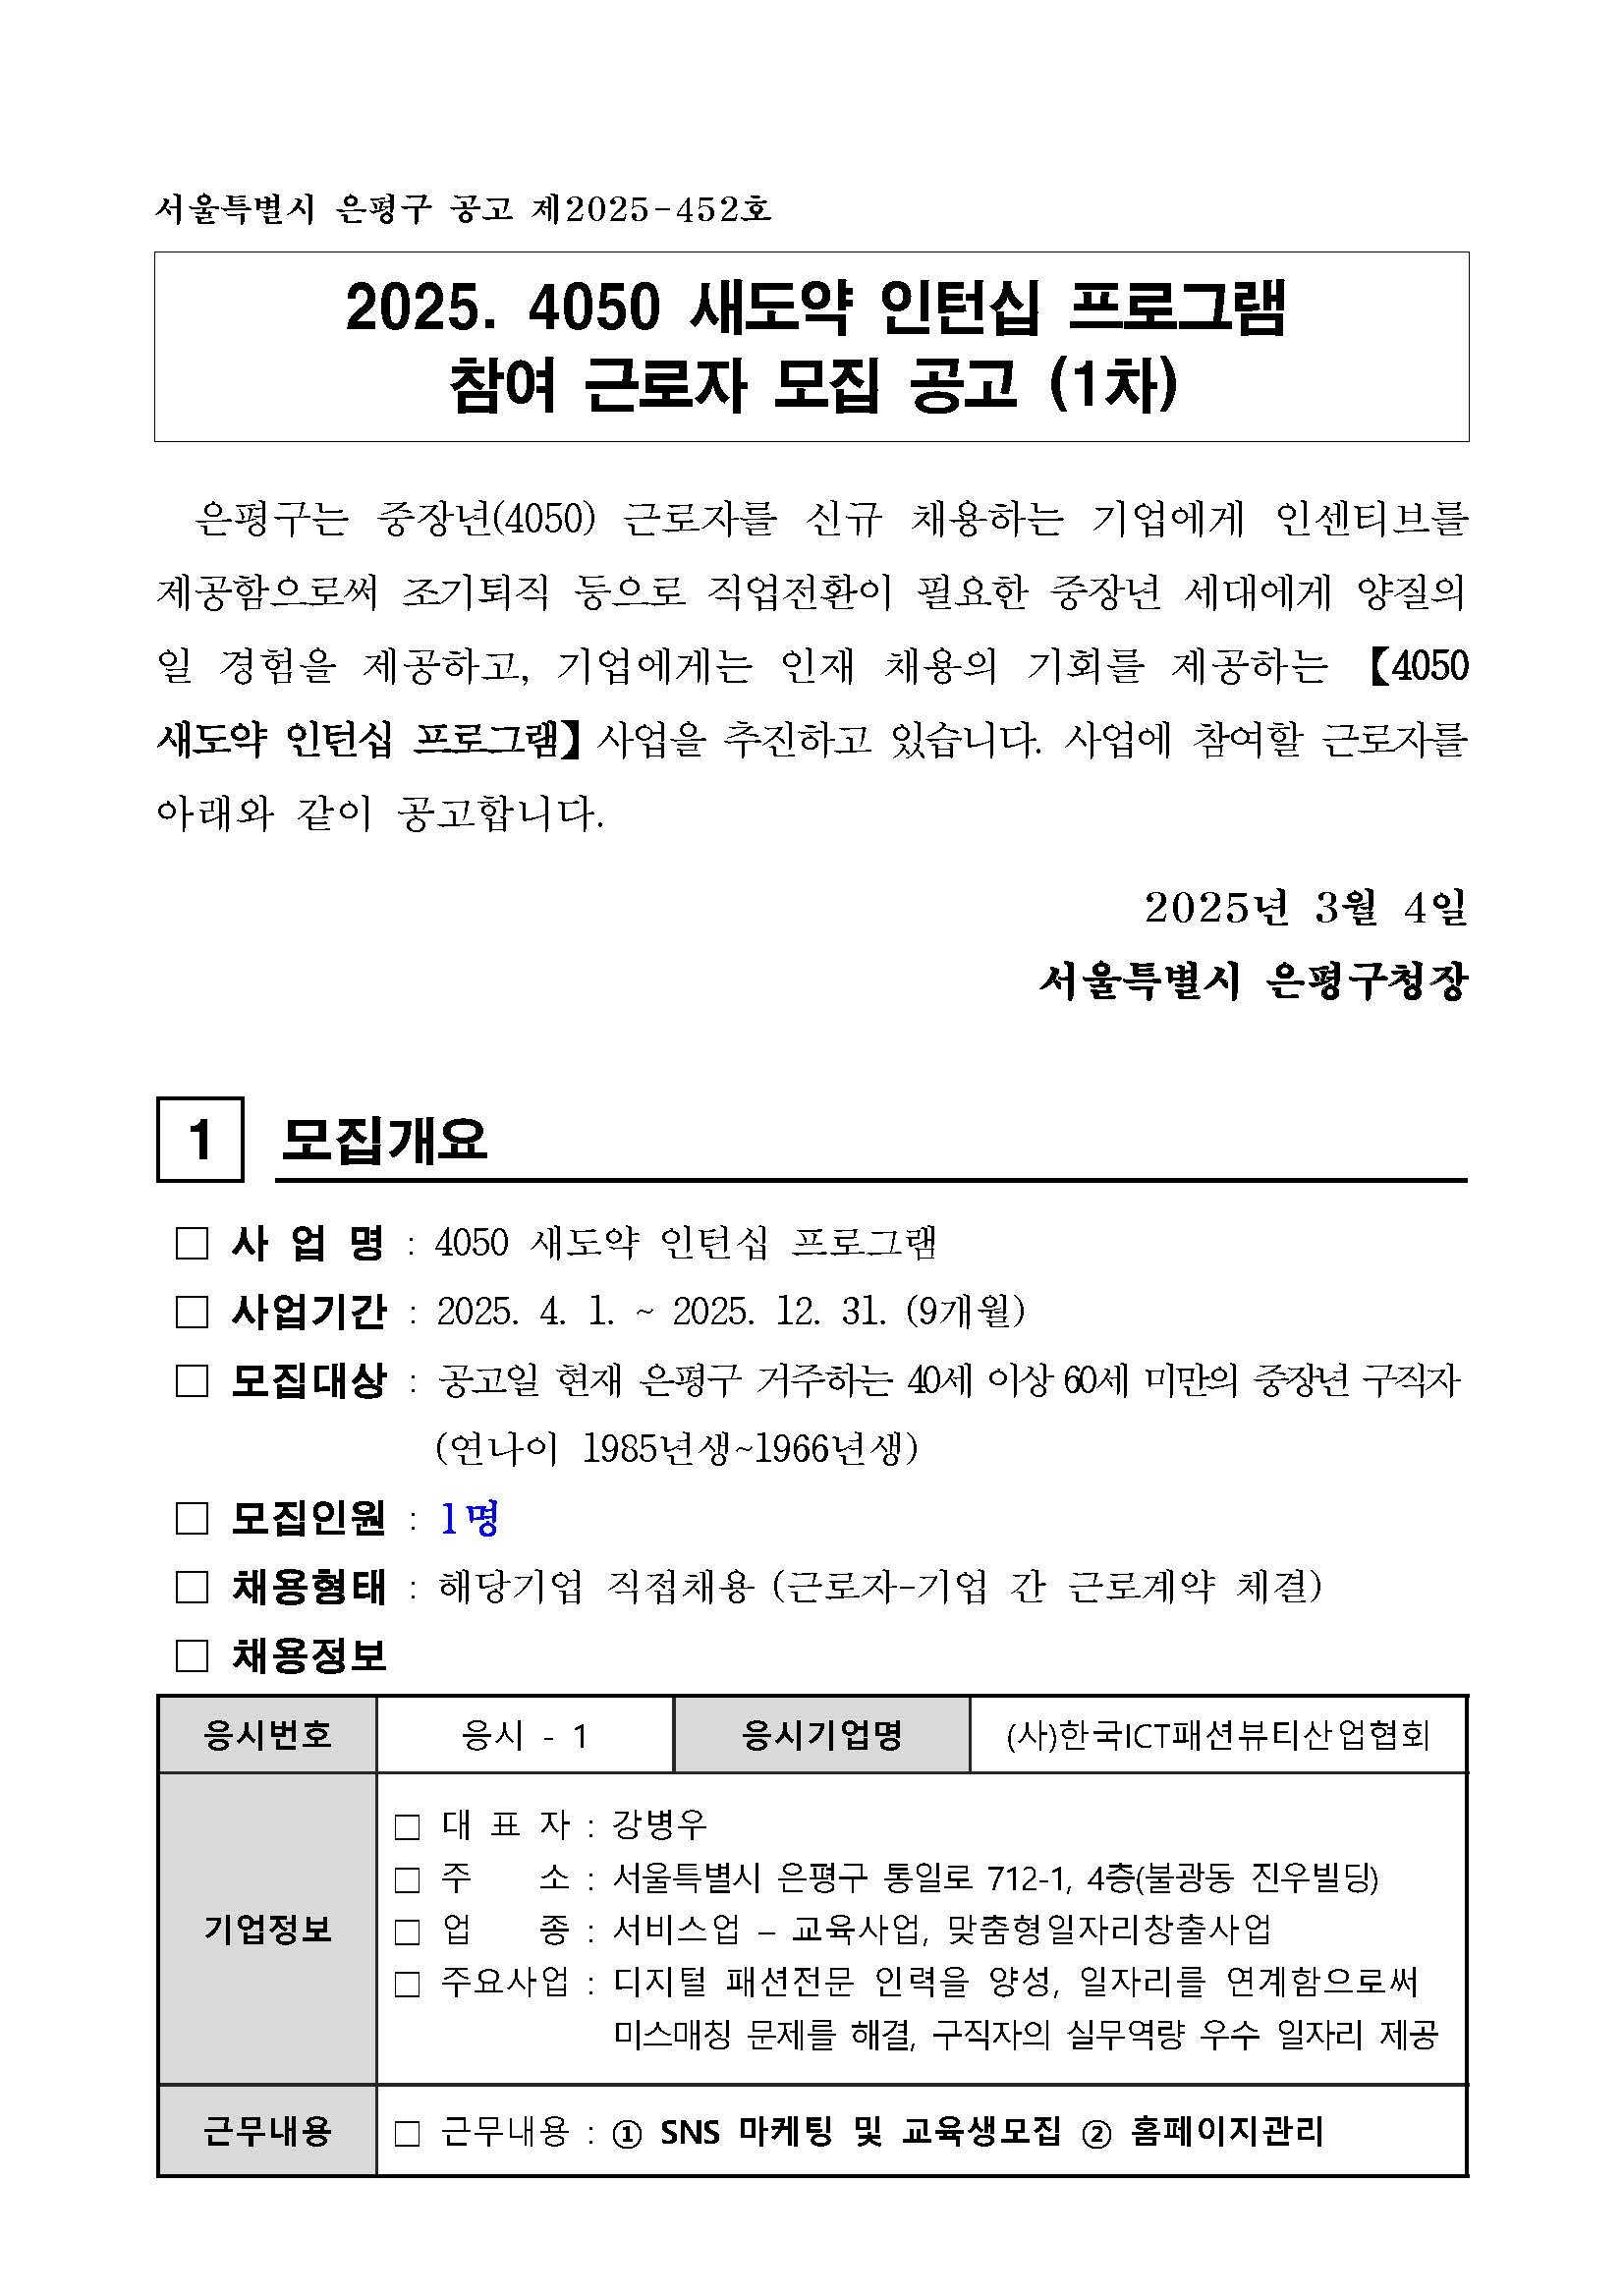 서울특별시 은평구 공고 제2025-452호
2025. 4050 새도약 인턴십 프로그램
참여 근로자 모집 공고 (1차)
은평구는 중장년(4050) 근로자를 신규 채용하는 기업에게 인센티브를
제공함으로써 조기퇴직 등으로 직업전환이 필요한 중장년 세대에게 양질의
일 경험을 제공하고, 기업에게는 인재 채용의 기회를 제공하는 【4050
새도약 인턴십 프로그램】 사업을 추진하고 있습니다. 사업에 참여할 근로자를
아래와 같이 공고합니다.
2025년 3월 4일
서울특별시 은평구청장
1 모집개요
□ 사 업 명 : 4050 새도약 인턴십 프로그램
□ 사업기간 : 2025. 4. 1. ~ 2025. 12. 31. (9개월)
□ 모집대상 : 공고일 현재 은평구 거주하는 40세 이상 60세 미만의 중장년 구직자
(연나이 1985년생~1966년생)
□ 모집인원 : 1명
□ 채용형태 : 해당기업 직접채용 (근로자-기업 간 근로계약 체결)
□ 채용정보
응시번호 응시 - 1 응시기업명 (사)한국ICT패션뷰티산업협회
기업정보
□ 대 표 자 : 강병우
□ 주 소 : 서울특별시 은평구 통일로 712-1, 4층(불광동 진우빌딩)
□ 업 종 : 서비스업 – 교육사업, 맞춤형일자리창출사업
□ 주요사업 : 디지털 패션전문 인력을 양성, 일자리를 연계함으로써
미스매칭 문제를 해결, 구직자의 실무역량 우수 일자리 제공
근무내용 □ 근무내용 : ① SNS 마케팅 및 교육생모집 ② 홈페이지관리